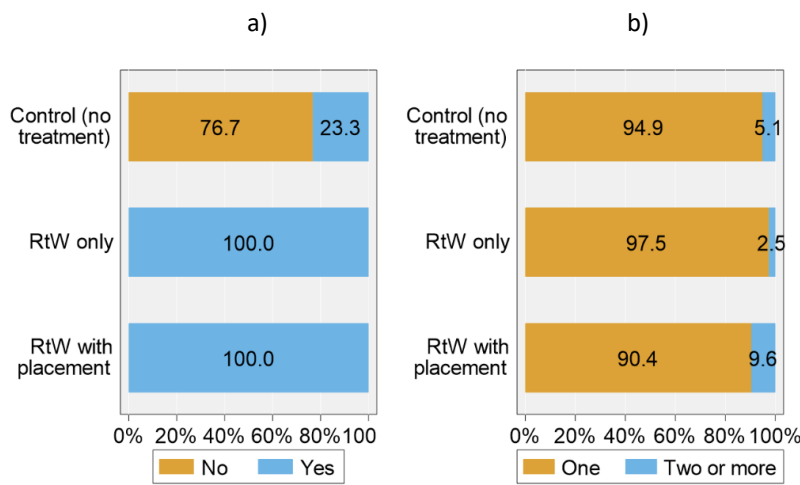 a)
Control (no
treatment)
76.7
23.3
RtW only
100.0
RtW with
placement
100.0
0% 20% 40% 60% 80% 100
No Yes
b)
Control (no
treatment)
94.9
5.1
RtW only
97.5
2.5
RtW with
placement
90.4
9.6
0% 20% 40% 60% 80% 100%
One Two or more